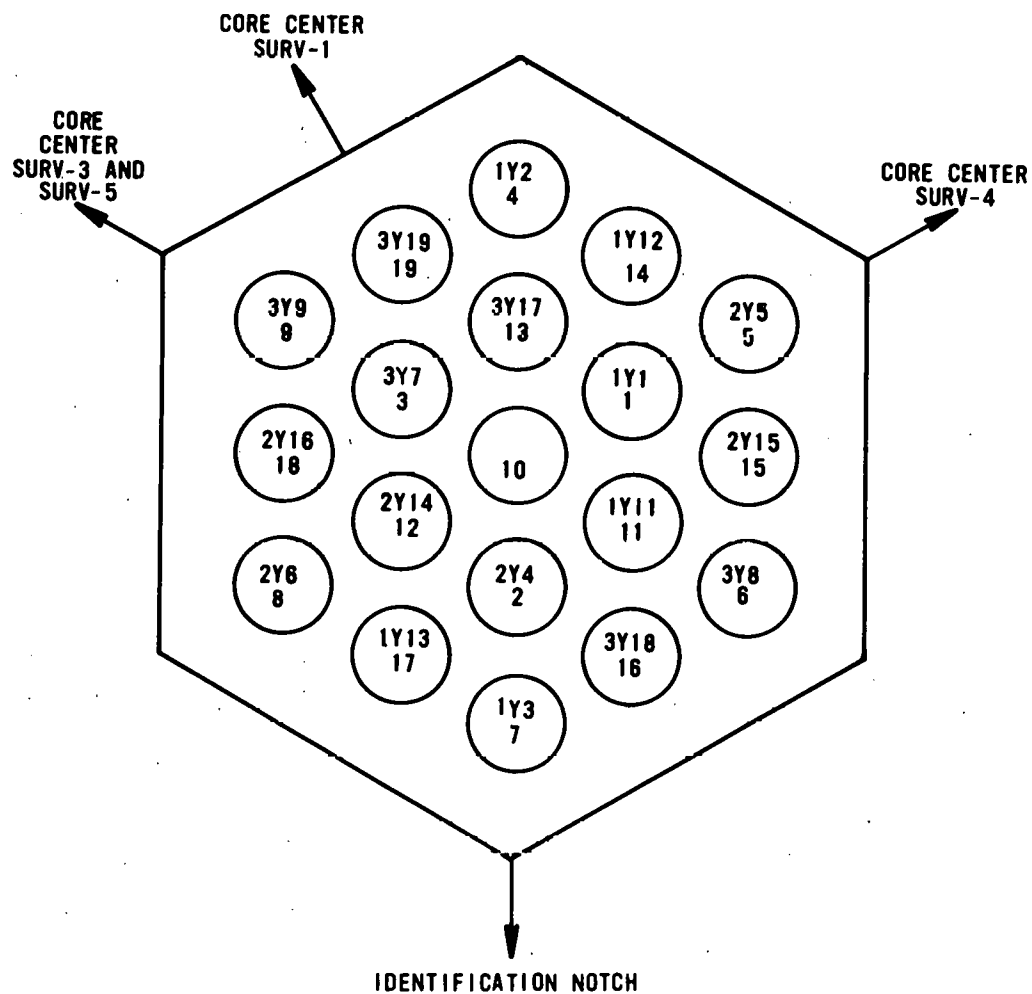 CORE CENTER
SURV-1
CORE
CENTER
SURV-3 AND
SURV-5
CORE CENTER
SURV-4
1Y2
4
3Y19
19
1Y12
14
3Y9
9
3Y17
13
2Y5
5
3Y7
3
1Y1
1
2Y16
18
10
2Y15
15
2Y14
12
1Y11
11
2Y6
8
2Y4
2
3Y8
6
1Y13
17
3Y18
16
1Y3
7
IDENTIFICATION NOTCH